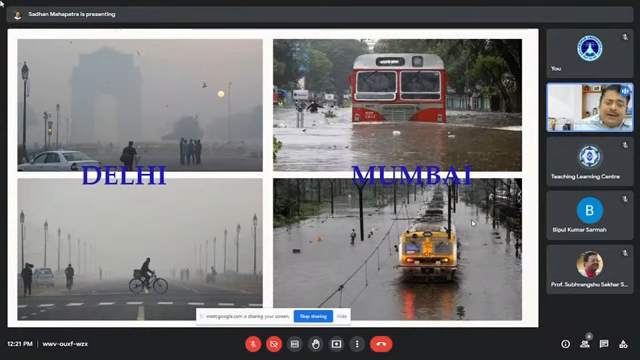 Sadhan Mahapatra is presenting
DELHI
MUMBAI
You
Teaching Learning Centre
B
Bipul Kumar Sarmah
Prof. Subhrangshu Sekhar S...
meet.google.com is sharing your screen.
Stop sharing
Hide
12:21 PM
wwv-ouxf-wzx